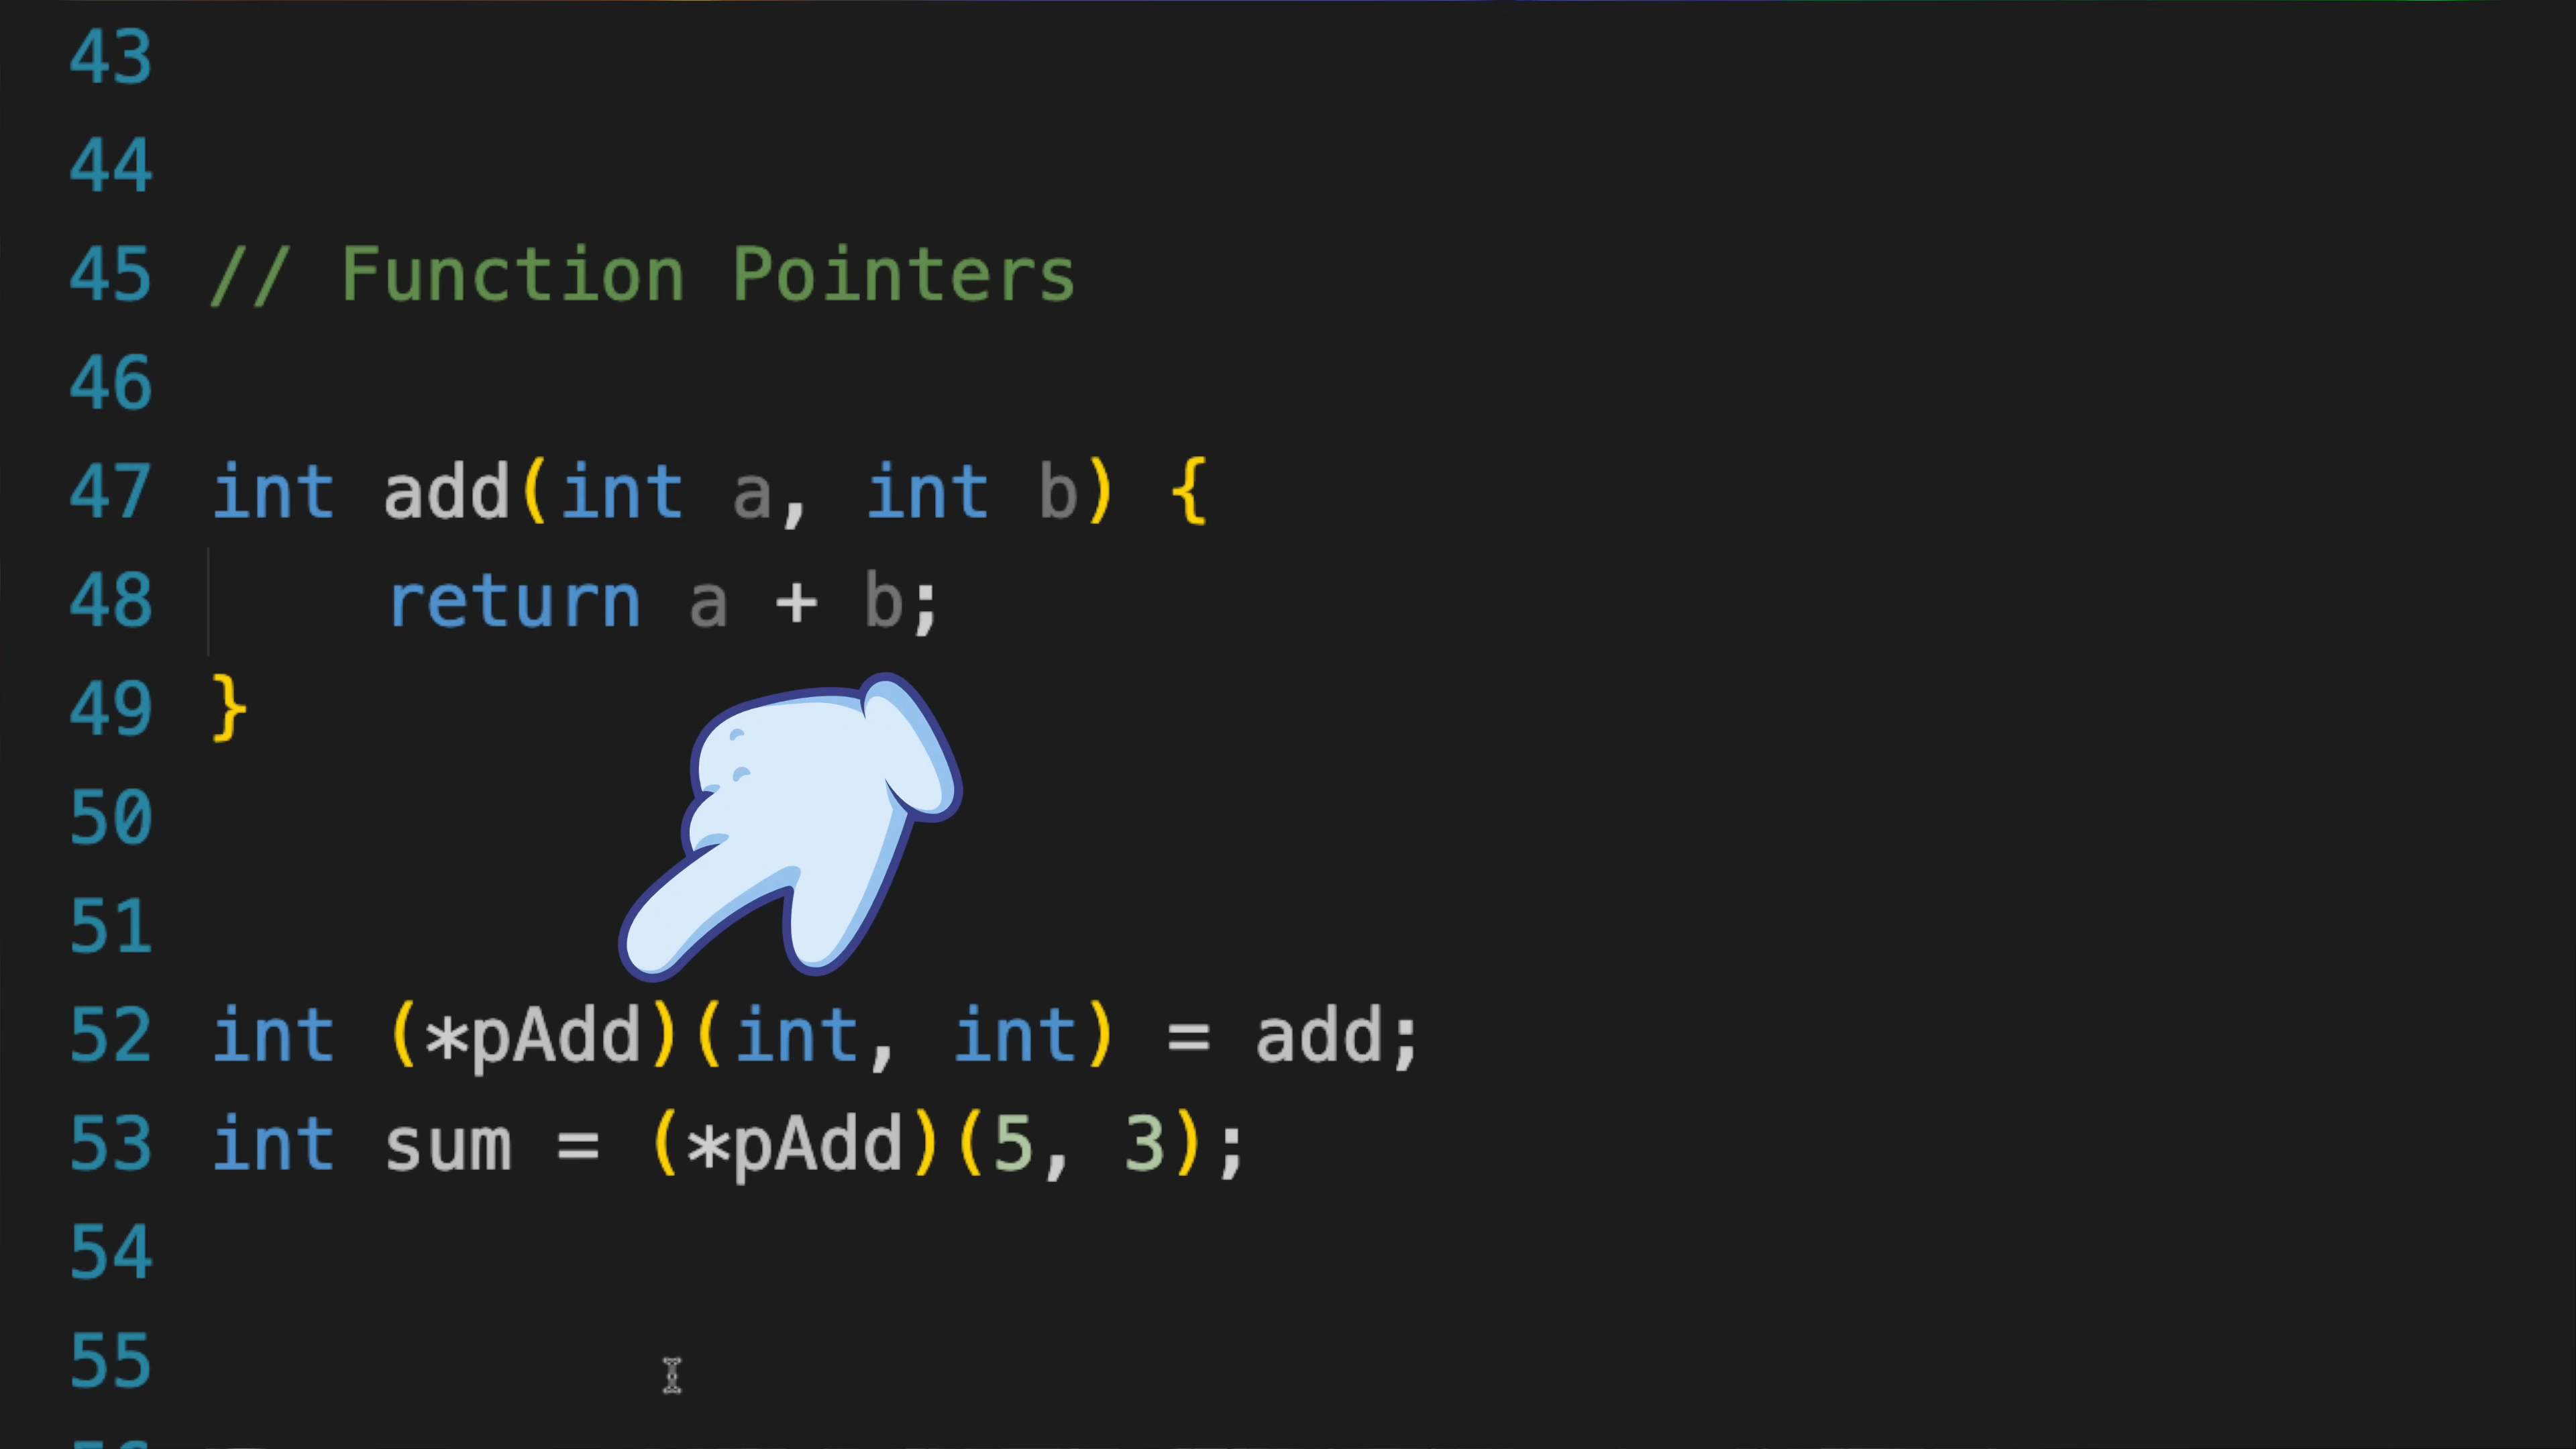 43
44
45 // Function Pointers
46
47 int add(int a, int b) {
48 return a + b;
49 }
50
51
52 int (*pAdd)(int, int) = add;
53 int sum = (*pAdd)(5, 3);
54
55